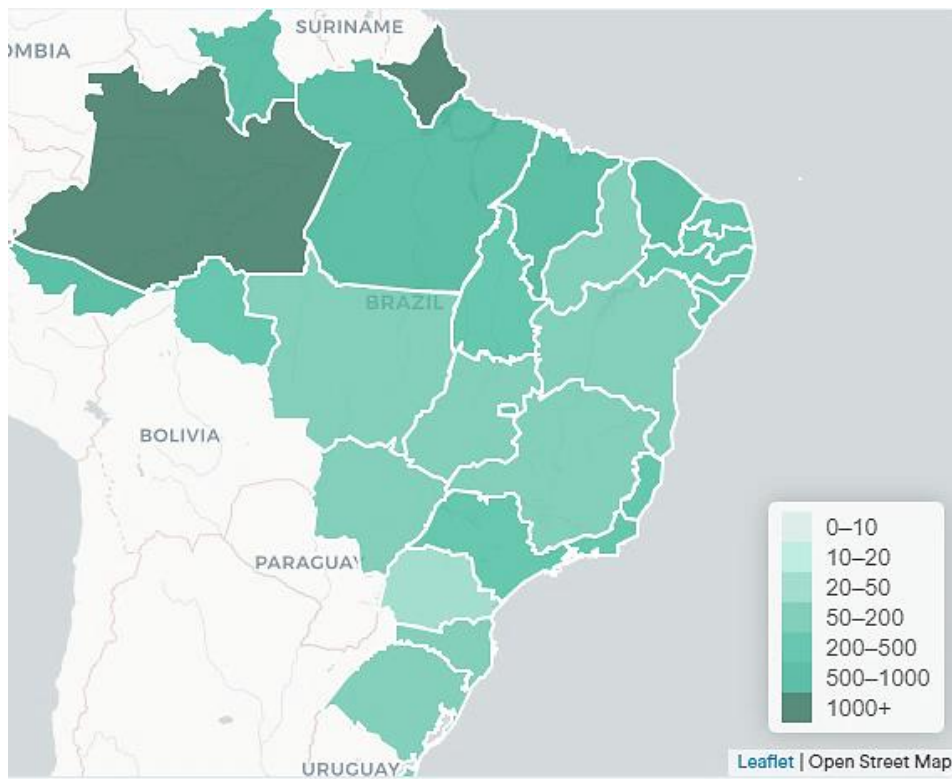 SURINAME
OMBIA
BRAZIL
BOLIVIA
PARAGUAY
URUGUAY
0–10
10–20
20–50
50–200
200–500
500–1000
1000+
Leaflet | Open Street Map